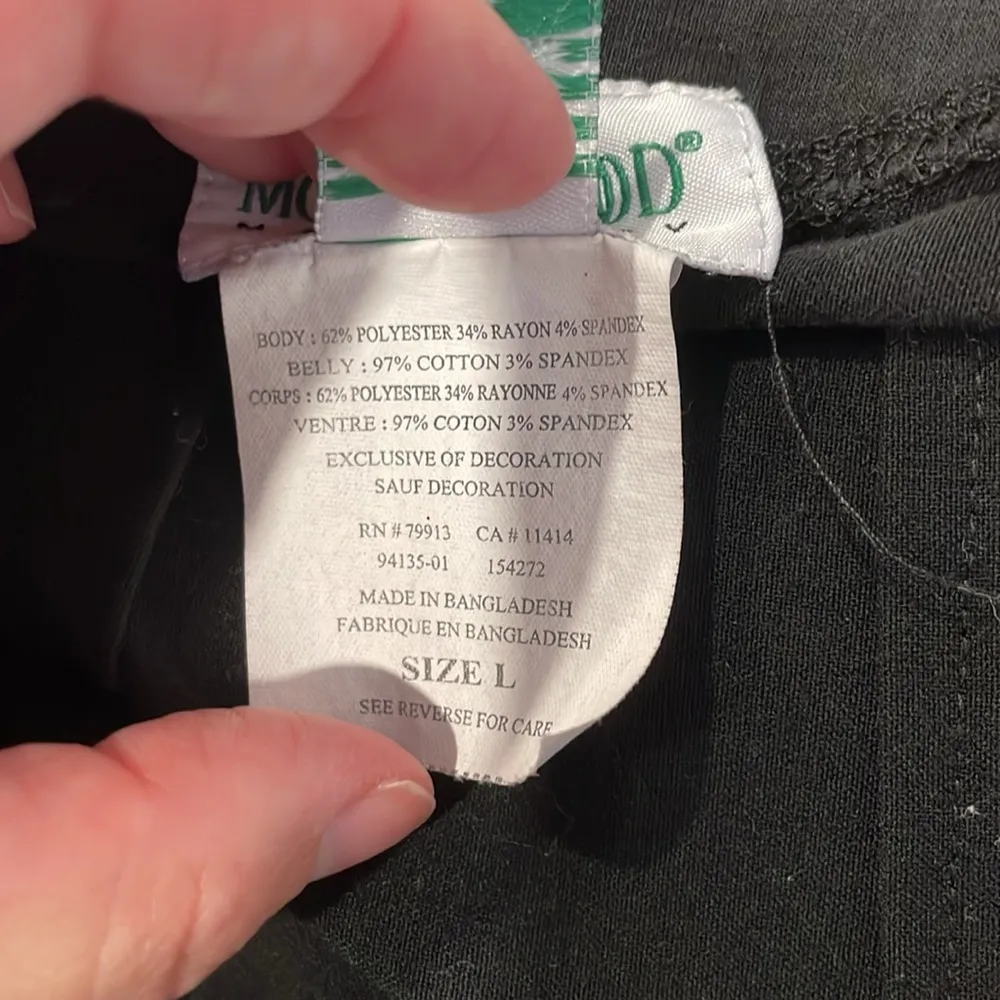 BODY : 62% POLYESTER 34% RAYON 4% SPANDEX
BELLY : 97% COTTON 3% SPANDEX
CORPS : 62% POLYESTER 34% RAYONNE 4% SPANDEX
VENTRE : 97% COTON 3% SPANDEX
EXCLUSIVE OF DECORATION
SAUF DECORATION
RN # 79913 CA # 11414
94135-01 154272
MADE IN BANGLADESH
FABRIQUE EN BANGLADESH
SIZE L
SEE REVERSE FOR CARE